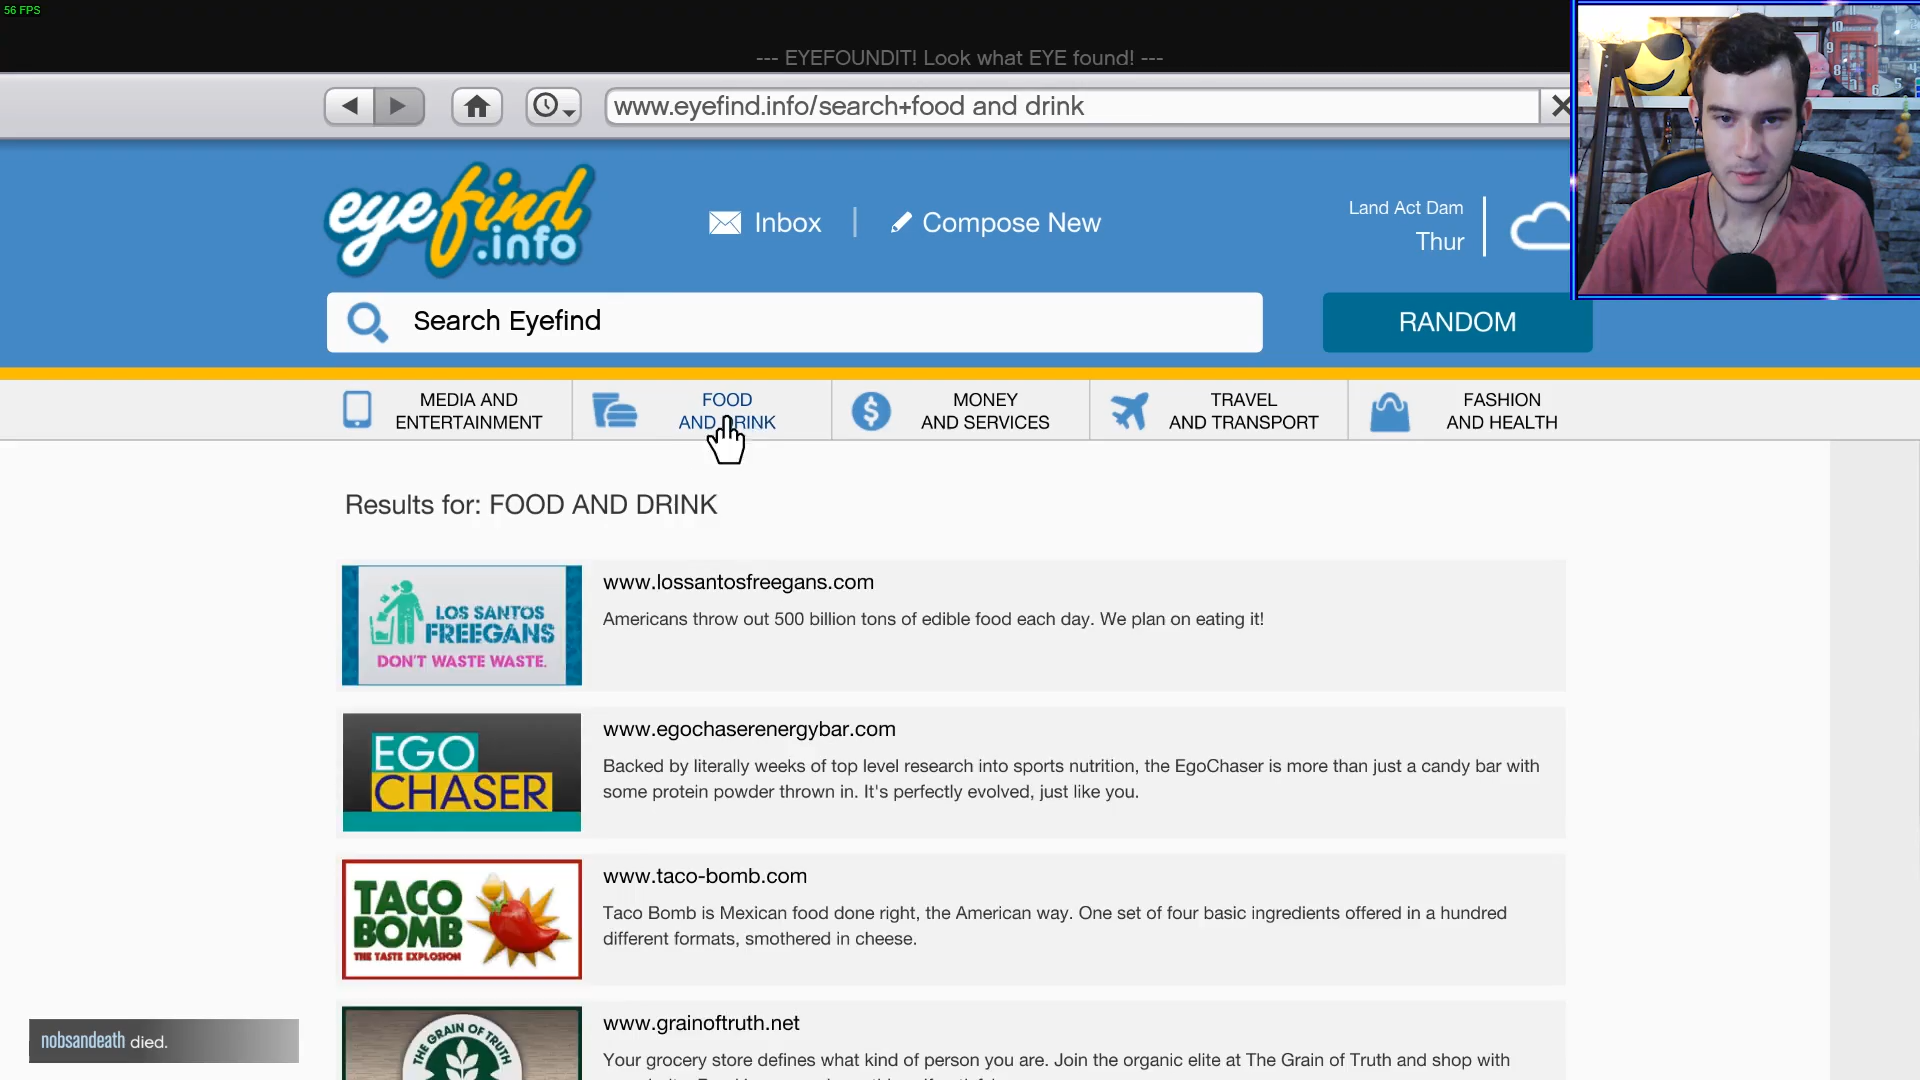 56 FPS
--- EYEFOUNDIT! Look what EYE found! ---
www.eyefind.info/search+food and drink
eyefind
.info
Inbox
Compose New
Land Act Dam
Thur
Search Eyefind
RANDOM
MEDIA AND
ENTERTAINMENT
FOOD
AND DRINK
MONEY
AND SERVICES
TRAVEL
AND TRANSPORT
FASHION
AND HEALTH
Results for: FOOD AND DRINK
LOS SANTOS
FREEGANS
DON'T WASTE WASTE.
www.lossantosfreegans.com
Americans throw out 500 billion tons of edible food each day. We plan on eating it!
EGO
CHASER
www.egochaserenergybar.com
Backed by literally weeks of top level research into sports nutrition, the EgoChaser is more than just a candy bar with
some protein powder thrown in. It's perfectly evolved, just like you.
TACO
BOMB
THE TASTE EXPLOSION
www.taco-bomb.com
Taco Bomb is Mexican food done right, the American way. One set of four basic ingredients offered in a hundred
different formats, smothered in cheese.
THE GRAIN OF TRUTH
www.grainoftruth.net
Your grocery store defines what kind of person you are. Join the organic elite at The Grain of Truth and shop with
nobsandeath died.